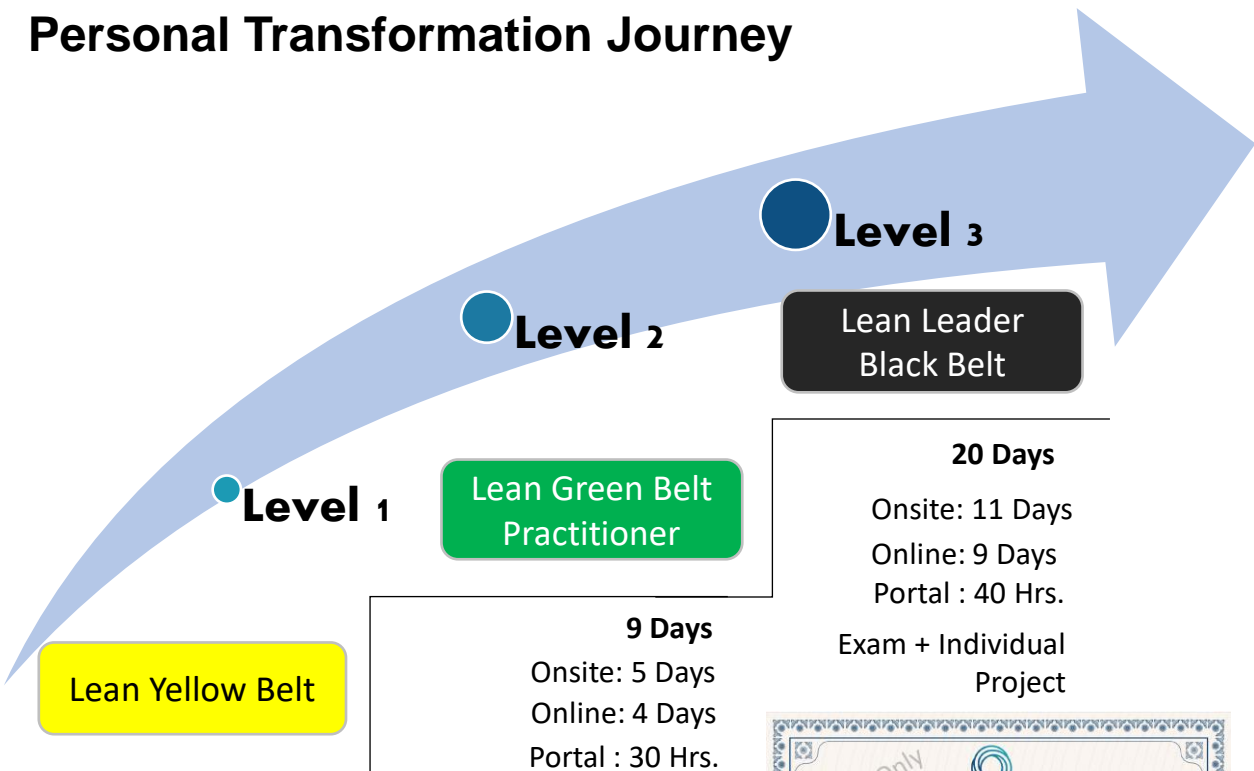 Personal Transformation Journey
Level 3
Level 2
Lean Leader
Black Belt
Level 1
Lean Green Belt
Practitioner
20 Days
Onsite: 11 Days
Online: 9 Days
Portal : 40 Hrs.
Exam + Individual
Project
Lean Yellow Belt
9 Days
Onsite: 5 Days
Online: 4 Days
Portal : 30 Hrs.
only